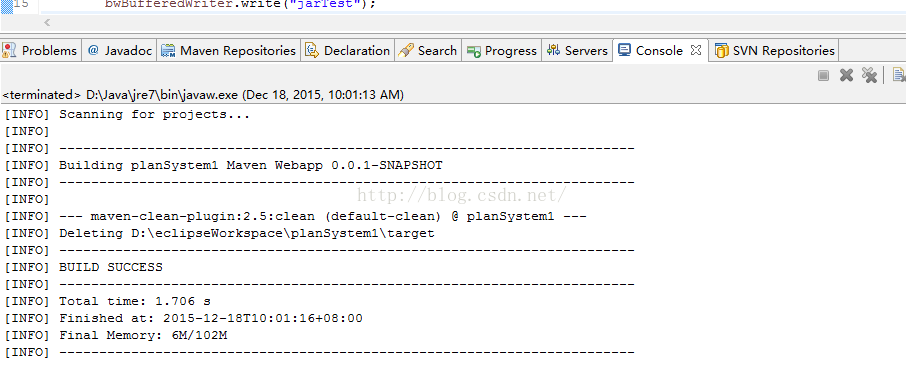 15 bwBufferedWriter.write("jarTest");
Problems @ Javadoc Maven Repositories Declaration Search Progress Servers Console SVN Repositories
<terminated> D:\Java\jre7\bin\javaw.exe (Dec 18, 2015, 10:01:13 AM)
[INFO] Scanning for projects...
[INFO]
[INFO] ------------------------------------------------------------------------
[INFO] Building planSystem1 Maven Webapp 0.0.1-SNAPSHOT
[INFO] ------------------------------------------------------------------------
http://blog.csdn.net/
[INFO]
[INFO] --- maven-clean-plugin:2.5:clean (default-clean) @ planSystem1 ---
[INFO] Deleting D:\eclipseWorkspace\planSystem1\target
[INFO] ------------------------------------------------------------------------
[INFO] BUILD SUCCESS
[INFO] ------------------------------------------------------------------------
[INFO] Total time: 1.706 s
[INFO] Finished at: 2015-12-18T10:01:16+08:00
[INFO] Final Memory: 6M/102M
[INFO] ------------------------------------------------------------------------